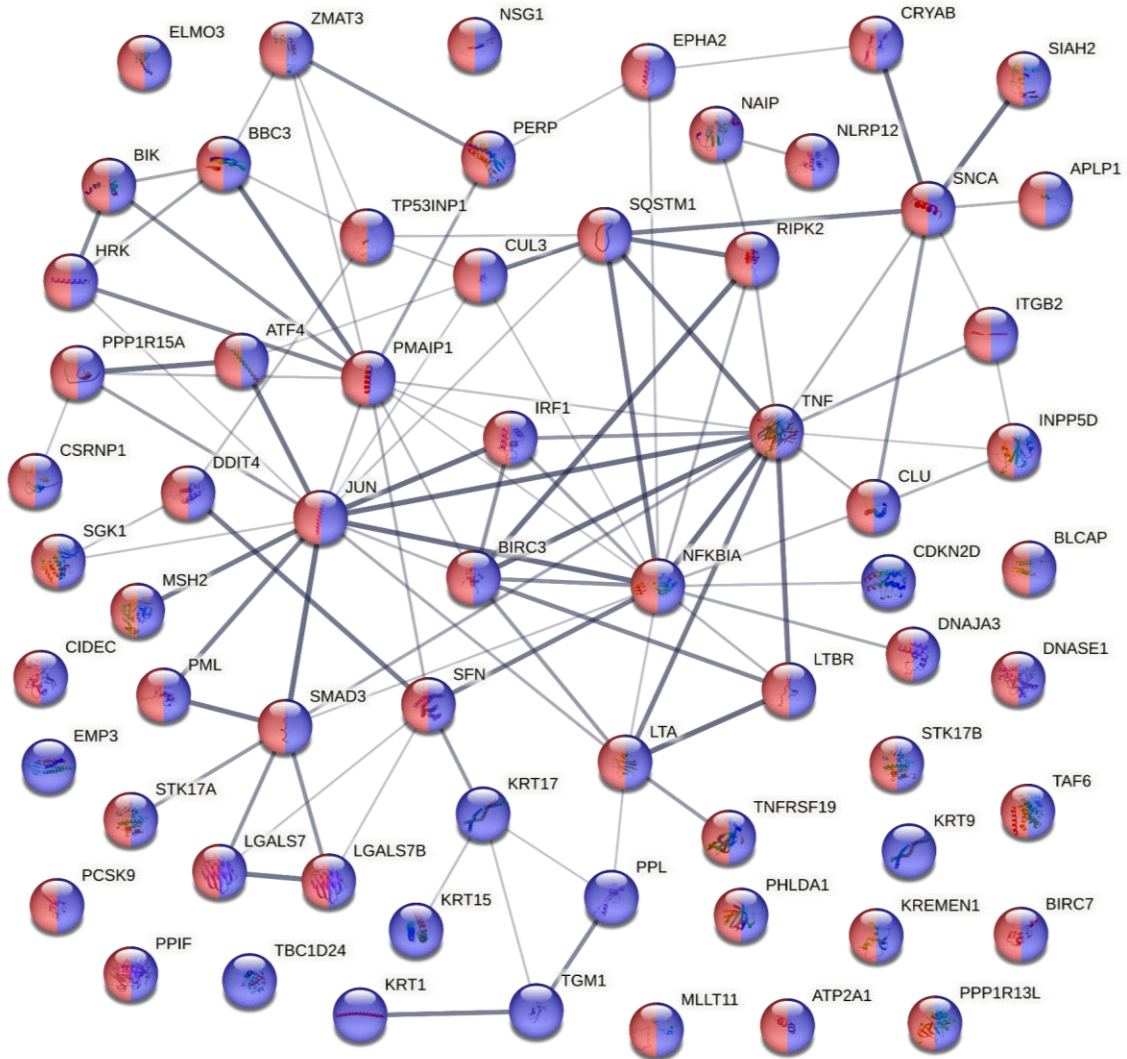 ELMO3
ZMAT3
NSG1
EPHA2
CRYAB
SIAH2
NAIP
NLRP12
PERP
BBC3
BIK
TP53INP1
SQSTM1
SNCA
APLP1
RIPK2
CUL3
HRK
ITGB2
PPP1R15A
ATF4
PMAIP1
TNF
IRF1
INPP5D
CSRNP1
DDIT4
JUN
CLU
SGK1
BIRC3
NFKBIA
CDKN2D
BLCAP
MSH2
DNAJA3
DNASE1
CIDEC
PML
SFN
LTBR
SMAD3
LTA
EMP3
STK17B
STK17A
KRT17
TNFRSF19
TAF6
KRT9
LGALS7
LGALS7B
PPL
PCSK9
KRT15
PHLDA1
KREMEN1
BIRC7
PPIF
TBC1D24
KRT1
TGM1
MLLT11
ATP2A1
PPP1R13L